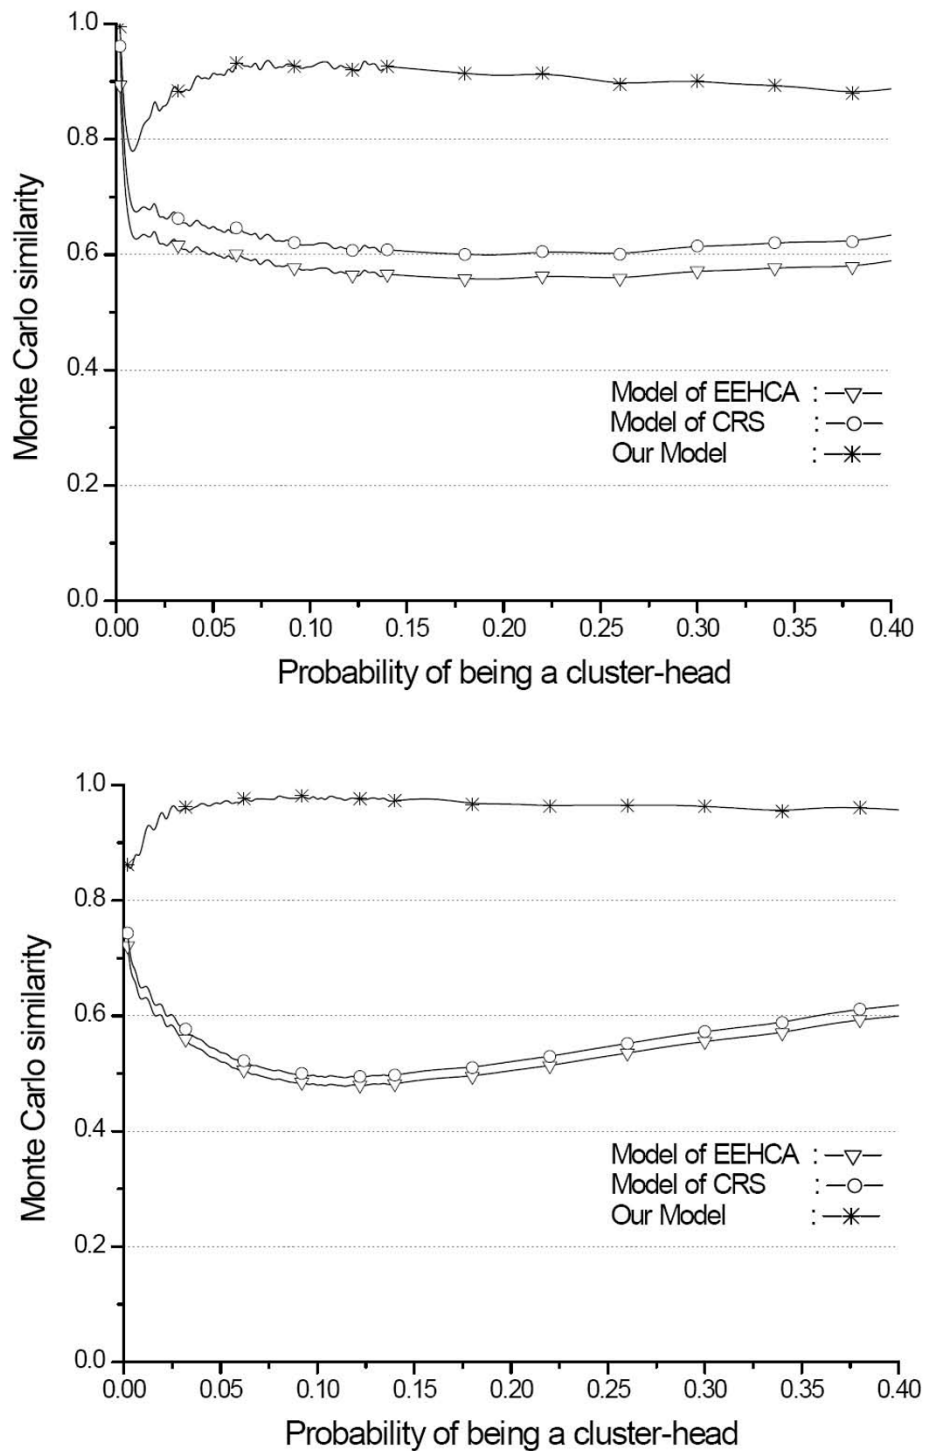 1.0
0.8
0.6
0.4
0.2
0.0
Monte Carlo similarity
Model of EEHCA :
Model of CRS :
Our Model :
0.00 0.05 0.10 0.15 0.20 0.25 0.30 0.35 0.40
Probability of being a cluster-head
1.0
0.8
0.6
0.4
0.2
0.0
Monte Carlo similarity
Model of EEHCA :
Model of CRS :
Our Model :
0.00 0.05 0.10 0.15 0.20 0.25 0.30 0.35 0.40
Probability of being a cluster-head